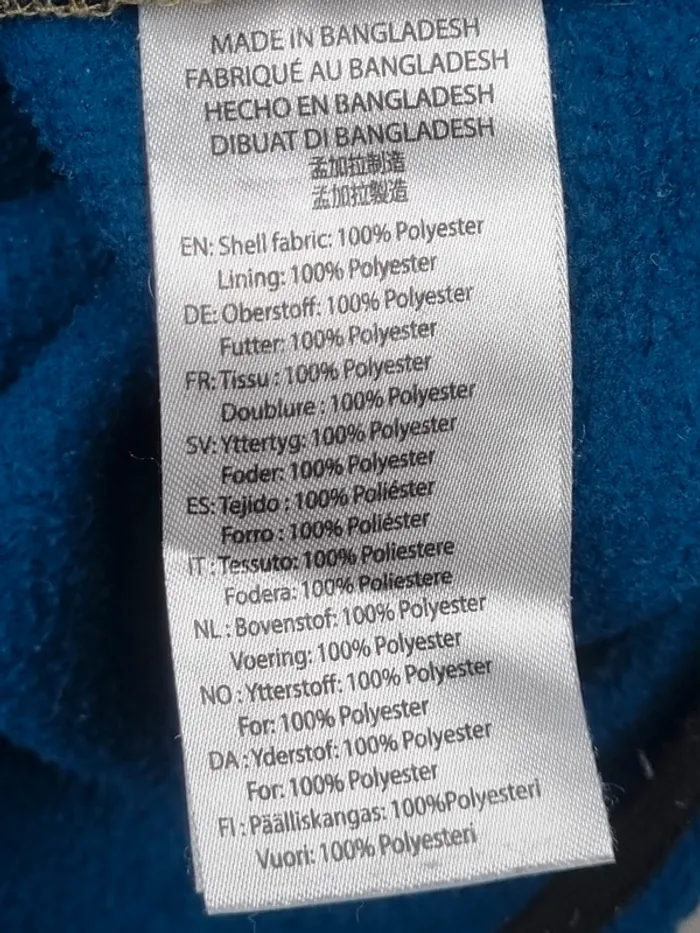 MADE IN BANGLADESH
FABRIQUÉ AU BANGLADESH
HECHO EN BANGLADESH
DIBUAT DI BANGLADESH
孟加拉制造
孟加拉製造
EN: Shell fabric: 100% Polyester
Lining: 100% Polyester
DE: Oberstoff: 100% Polyester
Futter: 100% Polyester
FR: Tissu : 100% Polyester
Doublure : 100% Polyester
SV: Yttertyg: 100% Polyester
Foder: 100% Polyester
ES: Tejido : 100% Poliéster
Forro : 100% Poliéster
IT : Tessuto: 100% Poliestere
Fodera: 100% Poliestere
NL : Bovenstof: 100% Polyester
Voering: 100% Polyester
NO : Ytterstoff: 100% Polyester
For: 100% Polyester
DA : Yderstof: 100% Polyester
For: 100% Polyester
FI : Päälliskangas: 100%Polyesteri
Vuori: 100% Polyesteri